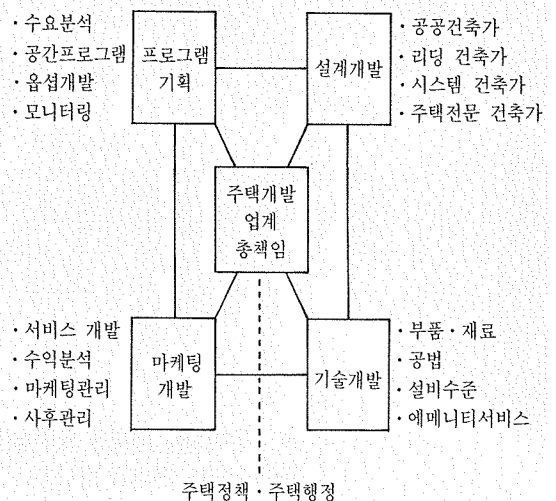 · 수요분석
· 공간프로그램
· 옵셥개발
· 모니터링
프로그램
기획
설계개발
· 공공건축가
· 리딩 건축가
· 시스템 건축가
· 주택전문 건축가
주택개발
업계
총책임
· 서비스 개발
· 수익분석
· 마케팅관리
· 사후관리
마케팅
개발
기술개발
· 부품 · 재료
· 공법
· 설비수준
· 에메니티서비스
주택정책 · 주택행정